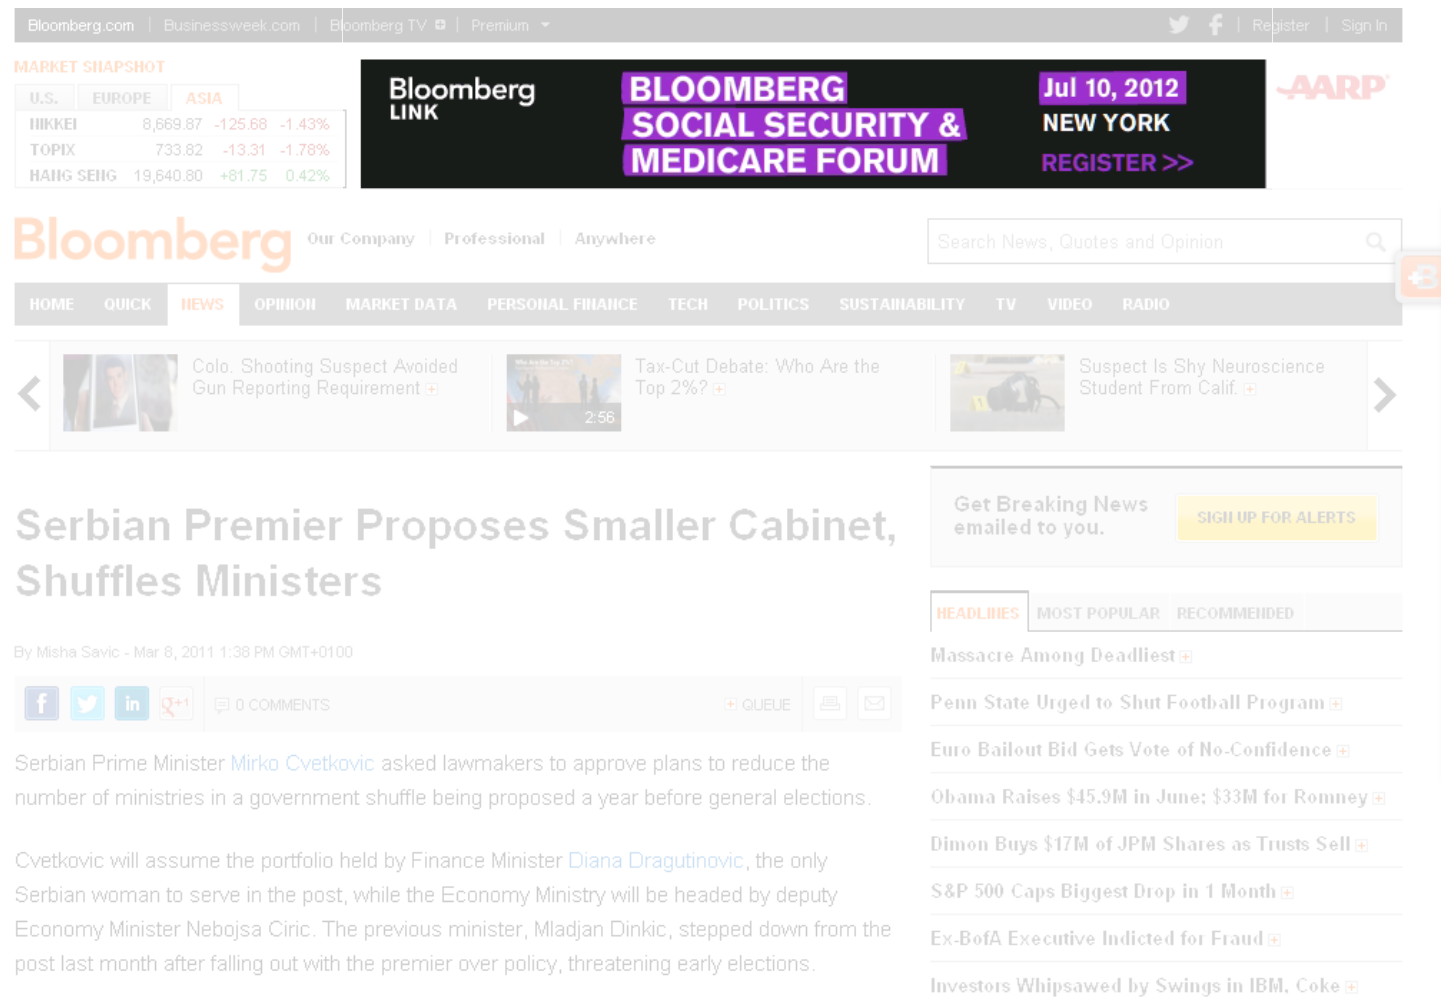 Bloomberg.com | Businessweek.com | Bloomberg TV | Premium
Register | Sign In
MARKET SNAPSHOT
U.S. EUROPE ASIA
NIKKEI 8,669.87 -125.68 -1.43%
TOPIX 733.82 -13.31 -1.78%
HANG SENG 19,640.80 +81.75 0.42%
Bloomberg
LINK
BLOOMBERG
SOCIAL SECURITY &
MEDICARE FORUM
Jul 10, 2012
NEW YORK
REGISTER >>
AARP
Bloomberg
Our Company | Professional | Anywhere
Search News, Quotes and Opinion
HOME QUICK NEWS OPINION MARKET DATA PERSONAL FINANCE TECH POLITICS SUSTAINABILITY TV VIDEO RADIO
Colo. Shooting Suspect Avoided
Gun Reporting Requirement
2:56
Tax-Cut Debate: Who Are the
Top 2%?
Suspect Is Shy Neuroscience
Student From Calif.
Serbian Premier Proposes Smaller Cabinet,
Shuffles Ministers
By Misha Savic - Mar 8, 2011 1:38 PM GMT+0100
0 COMMENTS
QUEUE
Serbian Prime Minister Mirko Cvetkovic asked lawmakers to approve plans to reduce the
number of ministries in a government shuffle being proposed a year before general elections.
Cvetkovic will assume the portfolio held by Finance Minister Diana Dragutinovic, the only
Serbian woman to serve in the post, while the Economy Ministry will be headed by deputy
Economy Minister Nebojsa Ciric. The previous minister, Mladjan Dinkic, stepped down from the
post last month after falling out with the premier over policy, threatening early elections.
Get Breaking News
emailed to you.
SIGN UP FOR ALERTS
HEADLINES MOST POPULAR RECOMMENDED
Massacre Among Deadliest
Penn State Urged to Shut Football Program
Euro Bailout Bid Gets Vote of No-Confidence
Obama Raises $45.9M in June; $33M for Romney
Dimon Buys $17M of JPM Shares as Trusts Sell
S&P 500 Caps Biggest Drop in 1 Month
Ex-BofA Executive Indicted for Fraud
Investors Whipsawed by Swings in IBM, Coke